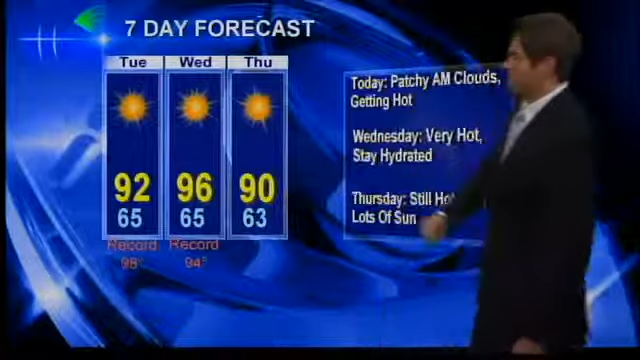 7 DAY FORECAST
Tue Wed Thu
92 96 90
65 65 63
Record Record
98° 94°
Today: Patchy AM Clouds,
Getting Hot
Wednesday: Very Hot,
Stay Hydrated
Thursday: Still
Lots Of Sun